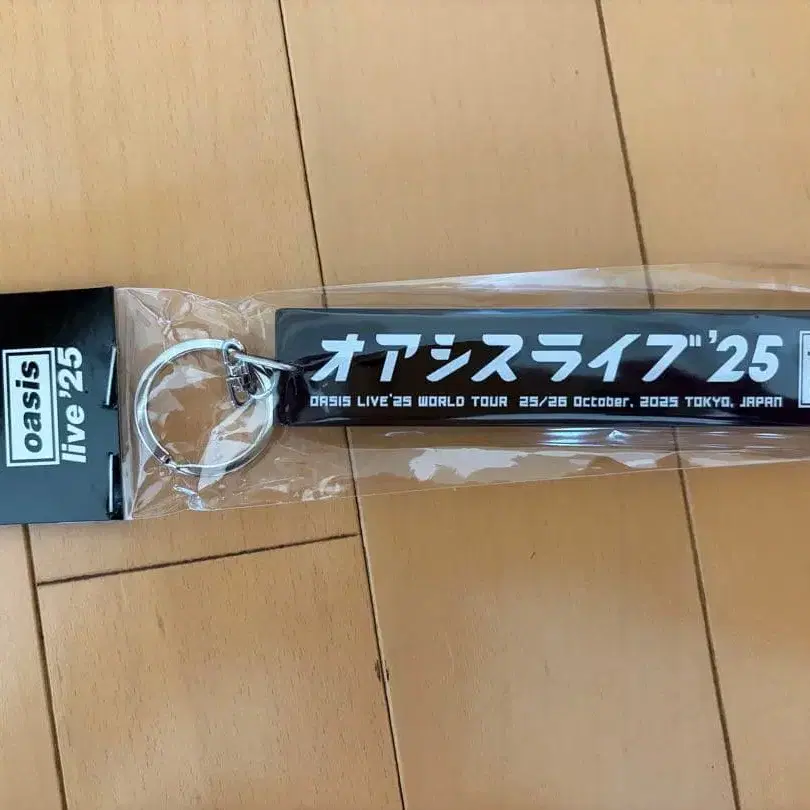 oasis
live '25
オアシスライブ'25
OASIS LIVE'25 WORLD TOUR 25/26 October, 2025 TOKYO, JAPAN